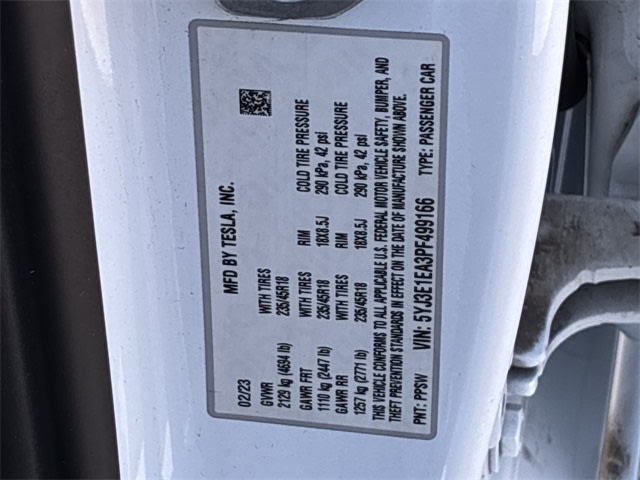 MFD BY TESLA, INC.
02/23
GVWR WITH TIRES RIM COLD TIRE PRESSURE
2129 kg (4694 lb) 235/45R18 18X8.5J 290 kPa, 42 psi
GAWR FRT WITH TIRES RIM COLD TIRE PRESSURE
1110 kg (2447 lb) 235/45R18 18X8.5J 290 kPa, 42 psi
GAWR RR WITH TIRES
1257 kg (2771 lb) 235/45R18
THIS VEHICLE CONFORMS TO ALL APPLICABLE U.S. FEDERAL MOTOR VEHICLE SAFETY, BUMPER, AND
THEFT PREVENTION STANDARDS IN EFFECT ON THE DATE OF MANUFACTURE SHOWN ABOVE.
PNT: PPSW VIN: 5YJ3E1EA3PF499166 TYPE: PASSENGER CAR